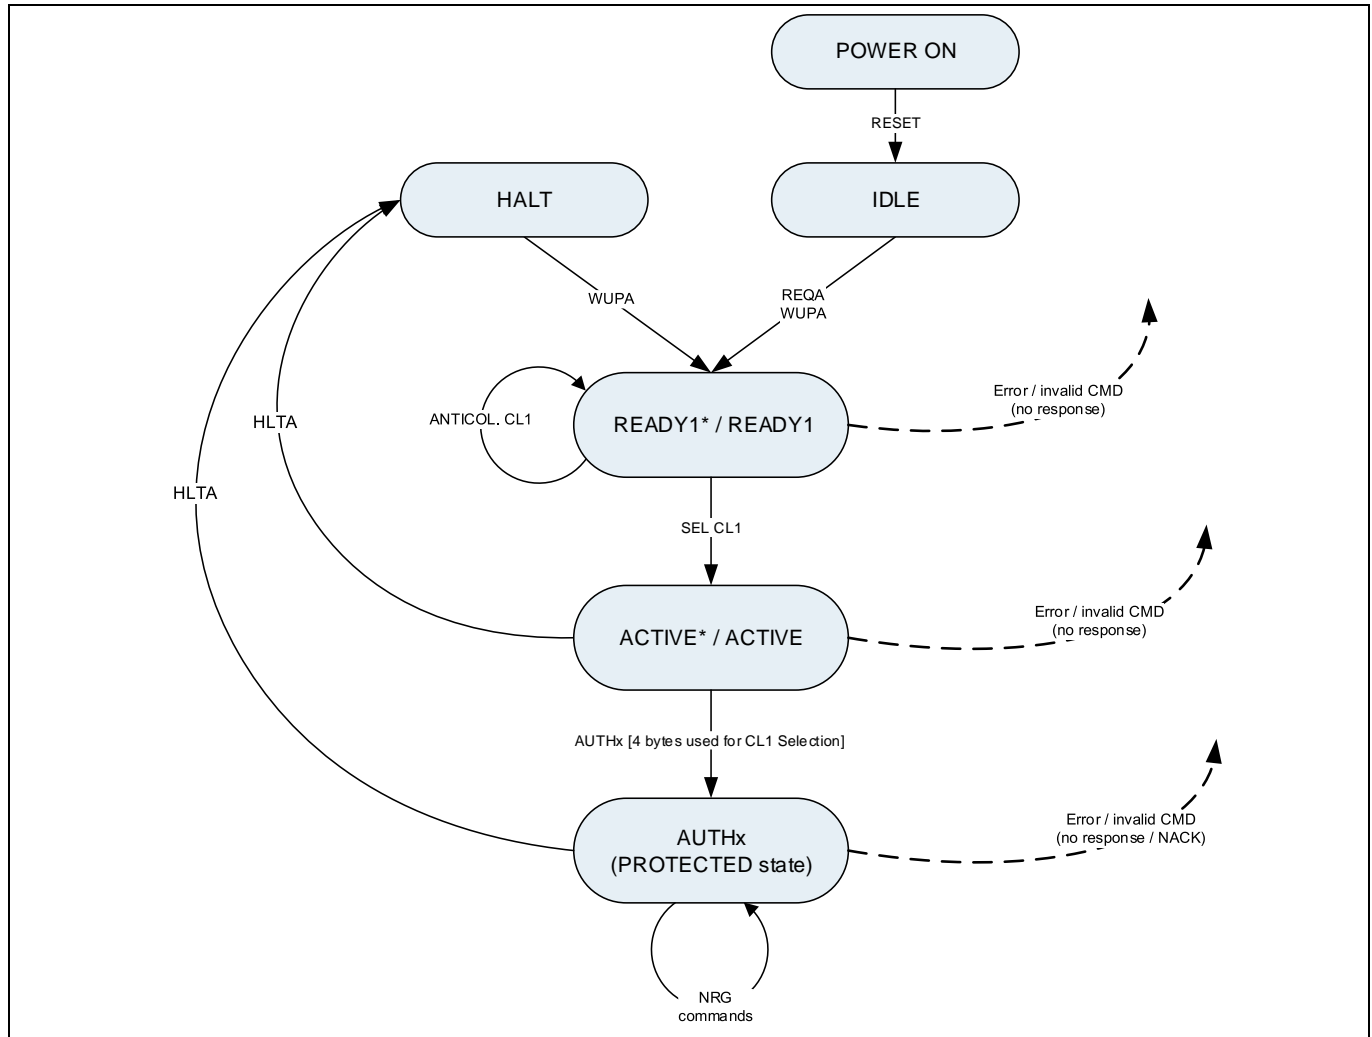 POWER ON
RESET
HALT
IDLE
WUPA
REQA
WUPA
ANTICOL. CL1
READY1* / READY1
Error / invalid CMD
(no response)
HLTA
HLTA
SEL CL1
ACTIVE* / ACTIVE
Error / invalid CMD
(no response)
AUTHx [4 bytes used for CL1 Selection]
AUTHx
(PROTECTED state)
Error / invalid CMD
(no response / NACK)
NRG
commands